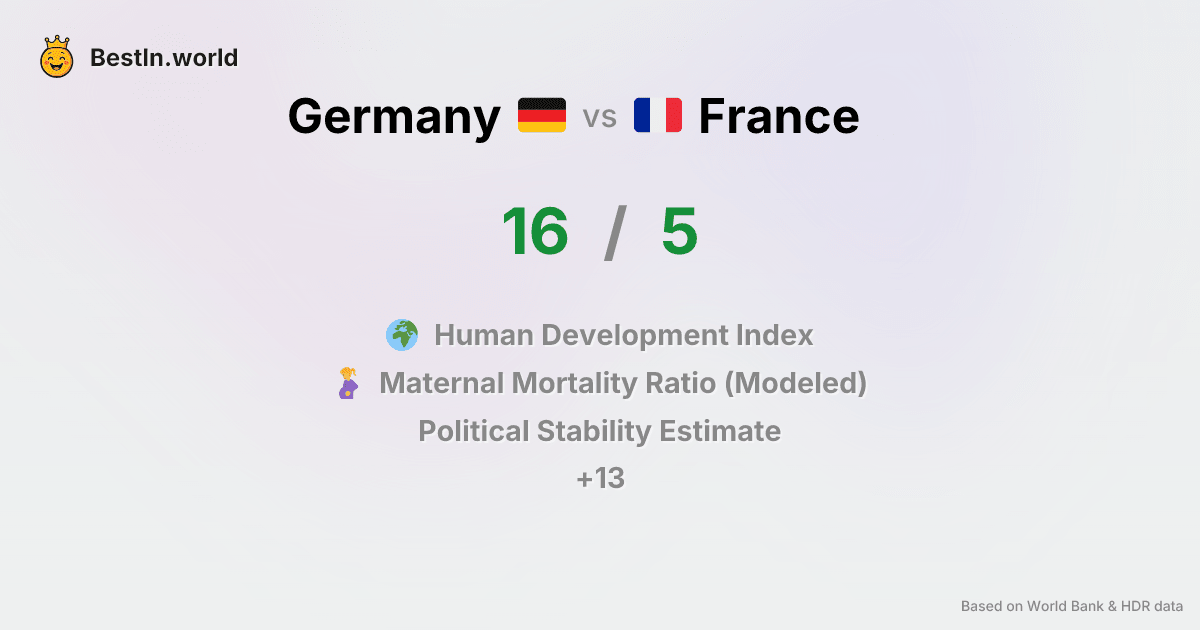 BestIn.world
Germany vs France
16 / 5
Human Development Index
Maternal Mortality Ratio (Modeled)
Political Stability Estimate
+13
Based on World Bank & HDR data